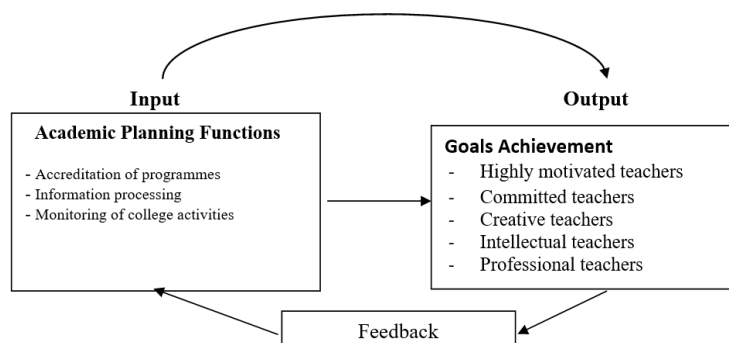 Input
Output
Academic Planning Functions
- Accreditation of programmes
- Information processing
- Monitoring of college activities
Goals Achievement
- Highly motivated teachers
- Committed teachers
- Creative teachers
- Intellectual teachers
- Professional teachers
Feedback